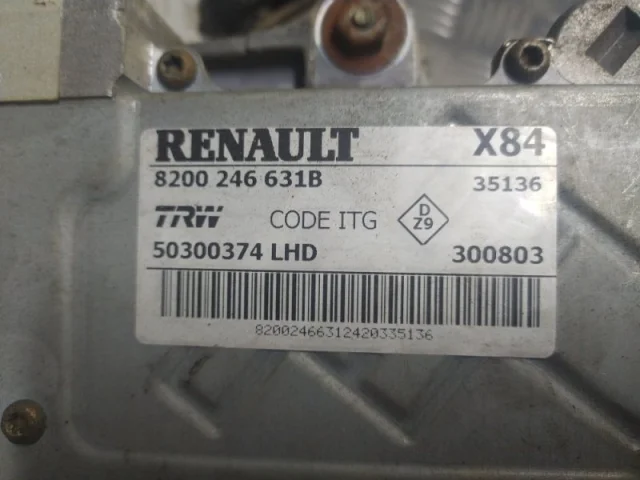 RENAULT X84
8200 246 631B 35136
TRW CODE ITG D Z9
50300374 LHD 300803
82002466312420335136